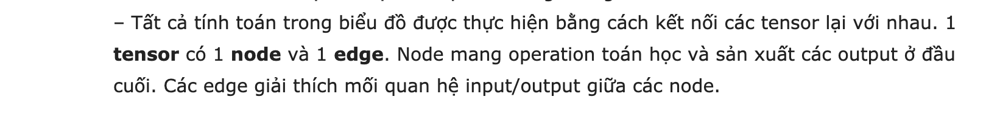 – Tất cả tính toán trong biểu đồ được thực hiện bằng cách kết nối các tensor lại với nhau. 1
tensor có 1 node và 1 edge. Node mang operation toán học và sản xuất các output ở đầu
cuối. Các edge giải thích mối quan hệ input/output giữa các node.